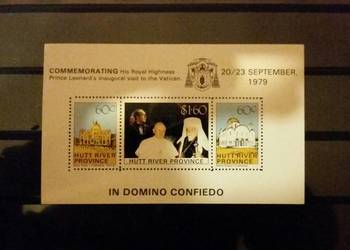 COMMEMORATING His Royal Highness
Prince Leonard's inaugural visit to the Vatican.
20/23 SEPTEMBER,
1979
60c
HUTT RIVER
PROVINCE
$1·60
HUTT RIVER PROVINCE
60c
HUTT RIVER
PROVINCE
IN DOMINO CONFIEDO